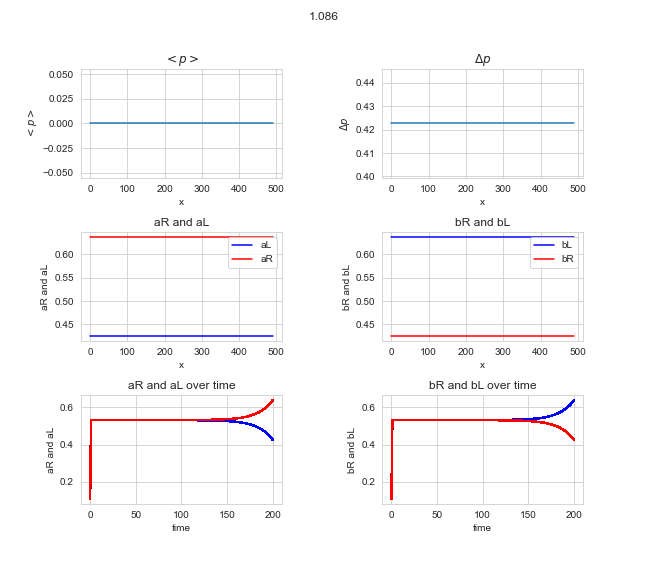 1.086
< p >
Δp
0.050
0.025
0.000
−0.025
−0.050
< p >
0 100 200 300 400 500
x
0.44
0.43
0.42
0.41
0.40
Δp
0 100 200 300 400 500
x
aR and aL
bR and bL
0.60
0.55
0.50
0.45
aR and aL
aL
aR
0 100 200 300 400 500
x
0.60
0.55
0.50
0.45
bR and bL
bL
bR
0 100 200 300 400 500
x
aR and aL over time
bR and bL over time
0.6
0.4
0.2
aR and aL
0 50 100 150 200
time
0.6
0.4
0.2
bR and bL
0 50 100 150 200
time